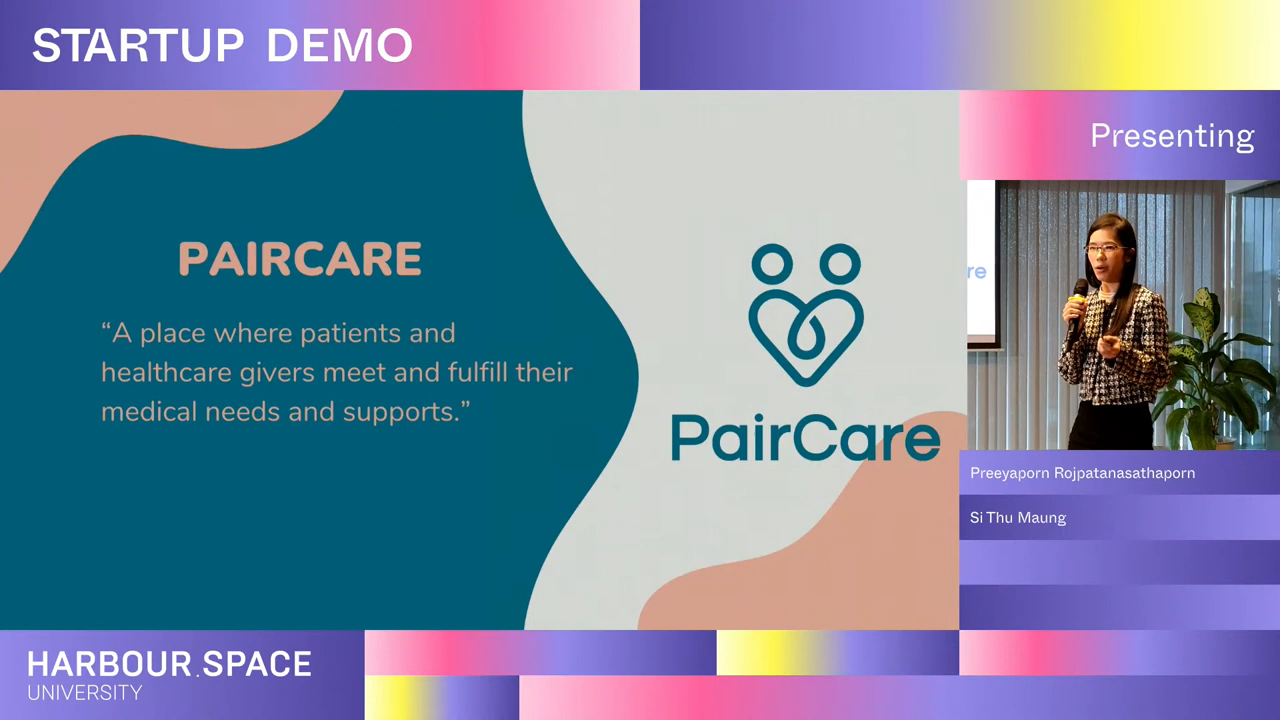 STARTUP DEMO
Presenting
PAIRCARE
“A place where patients and
healthcare givers meet and fulfill their
medical needs and supports.”
PairCare
re
Preeyaporn Rojpatanasathaporn
Si Thu Maung
HARBOUR.SPACE
UNIVERSITY